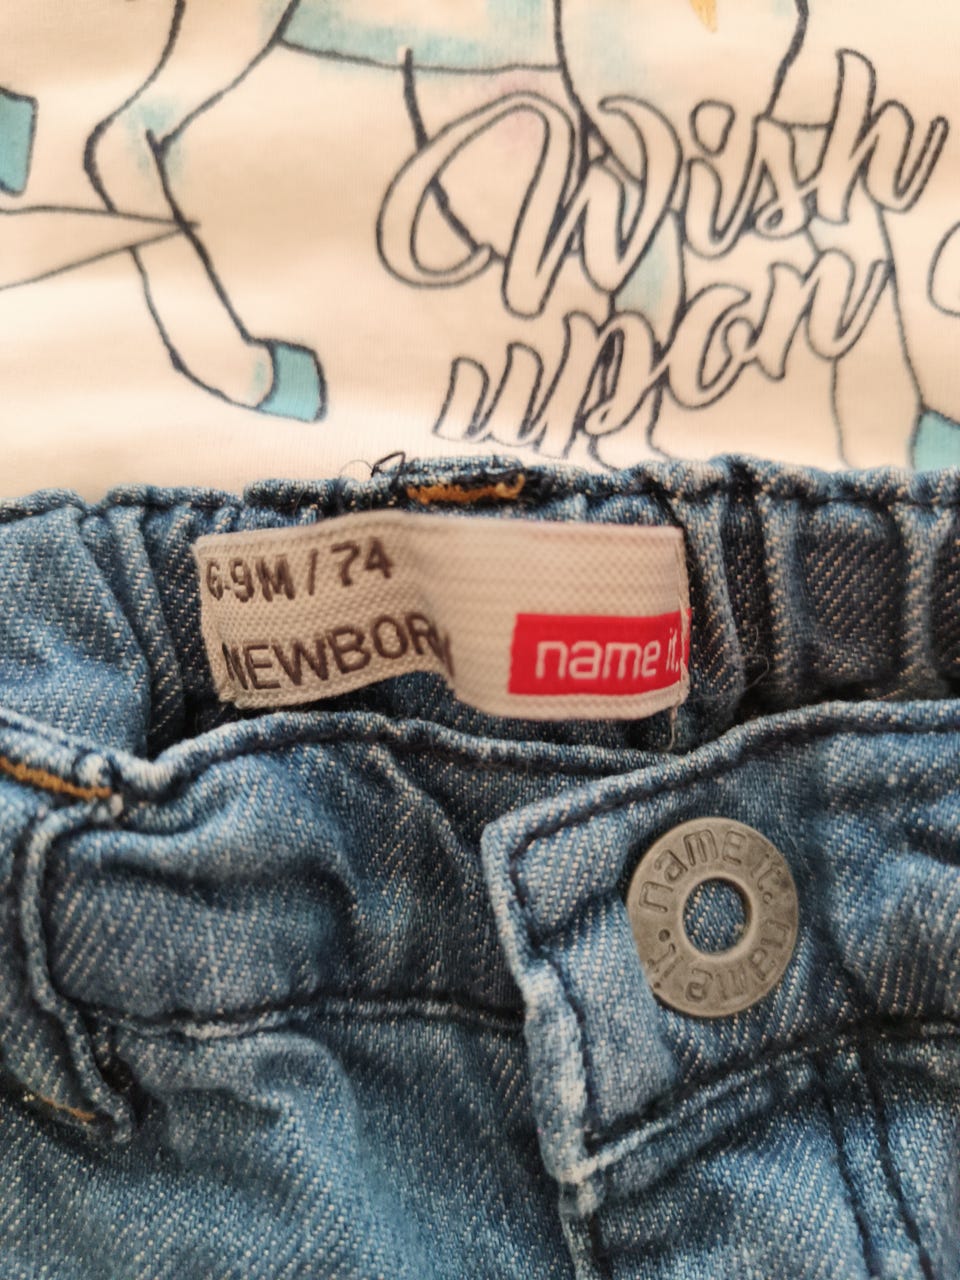 Wish
upon
6-9M / 74
NEWBORN
name it.
name it. name it.